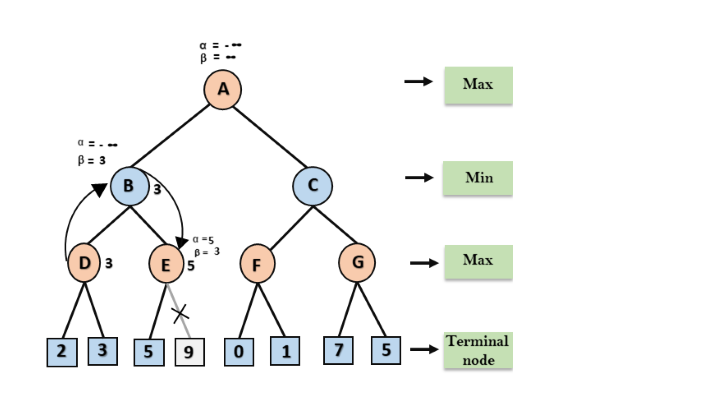 α = - ∞
β = ∞
A
Max
α = - ∞
β = 3
B
3
C
Min
α =5
β = 3
D
3
E
5
F
G
Max
2
3
5
9
0
1
7
5
Terminal
node